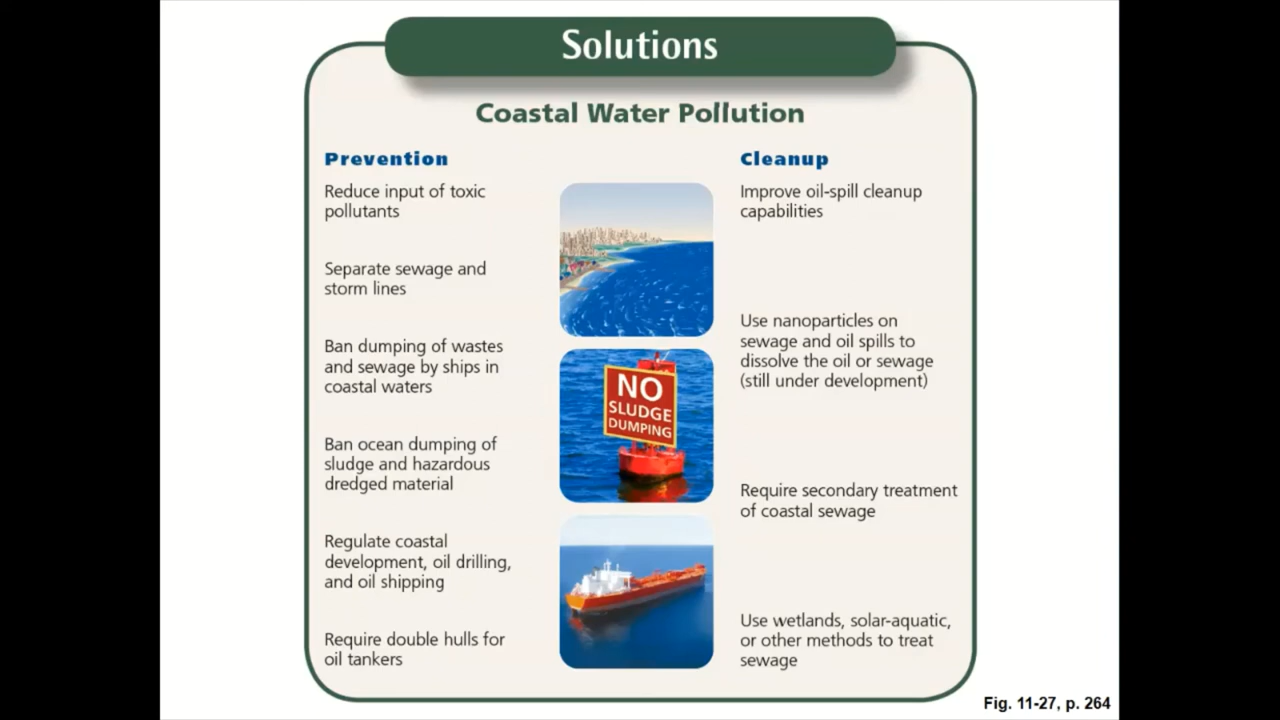 Solutions
Coastal Water Pollution
Prevention
Reduce input of toxic
pollutants
Separate sewage and
storm lines
Ban dumping of wastes
and sewage by ships in
coastal waters
Ban ocean dumping of
sludge and hazardous
dredged material
Regulate coastal
development, oil drilling,
and oil shipping
Require double hulls for
oil tankers
NO
SLUDGE
DUMPING
Cleanup
Improve oil-spill cleanup
capabilities
Use nanoparticles on
sewage and oil spills to
dissolve the oil or sewage
(still under development)
Require secondary treatment
of coastal sewage
Use wetlands, solar-aquatic,
or other methods to treat
sewage
Fig. 11-27, p. 264